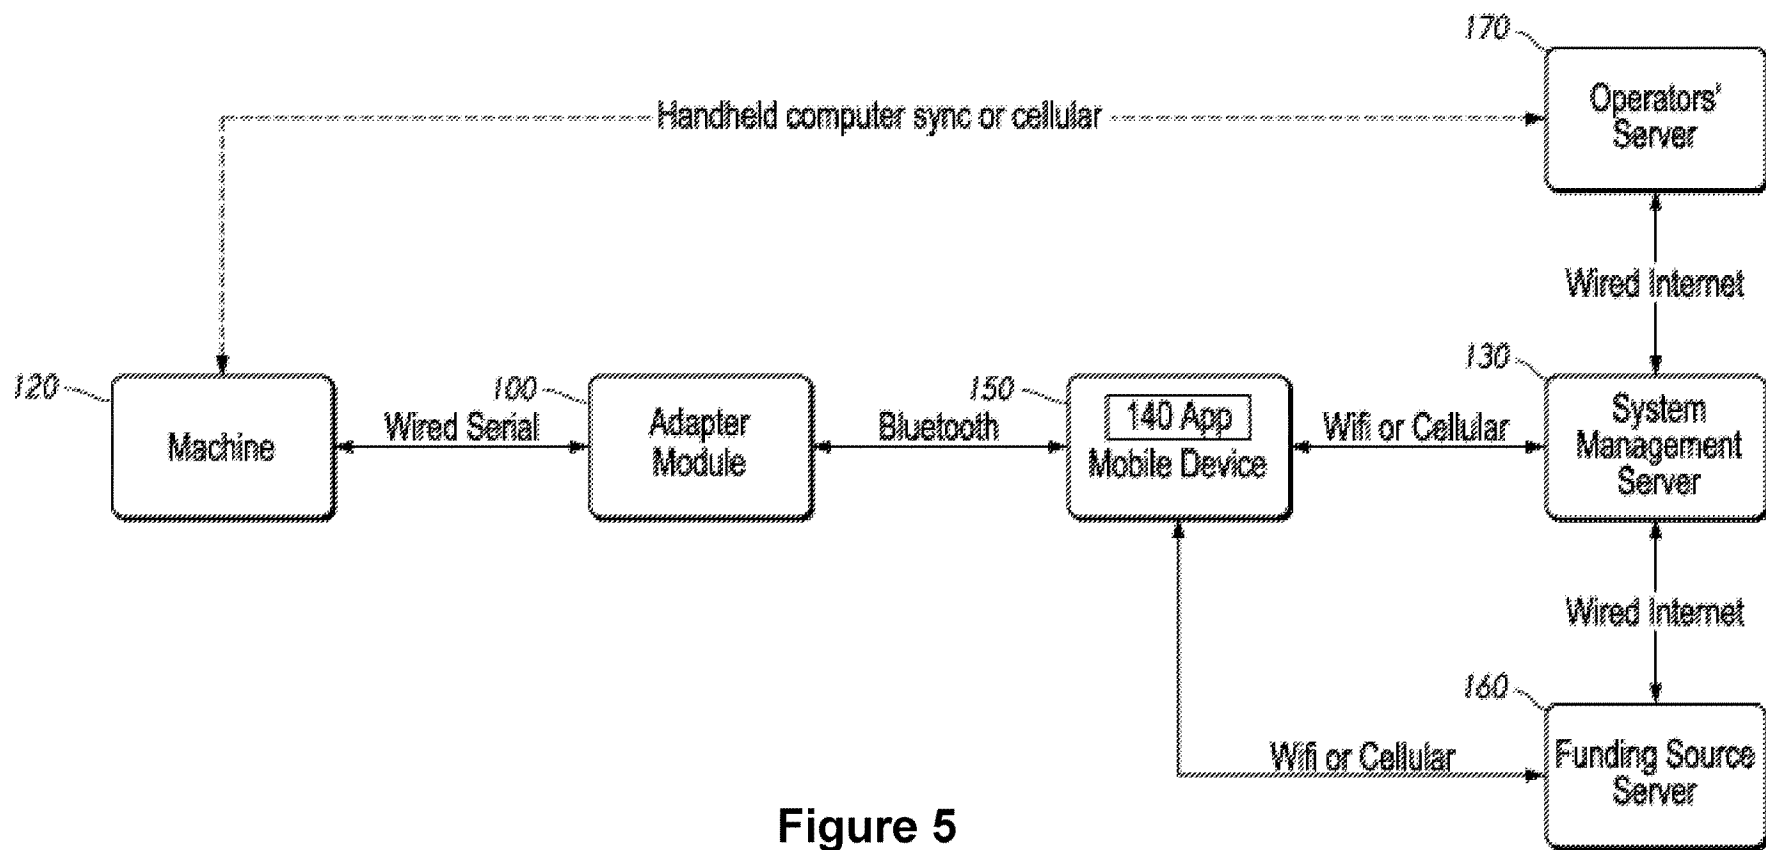 170
Operators'
Server
Handheld computer sync or cellular
Wired Internet
120
Machine
Wired Serial
100
Adapter
Module
Bluetooth
150
140 App
Mobile Device
Wifi or Cellular
130
System
Management
Server
Wired Internet
160
Funding Source
Server
Wifi or Cellular
Figure 5